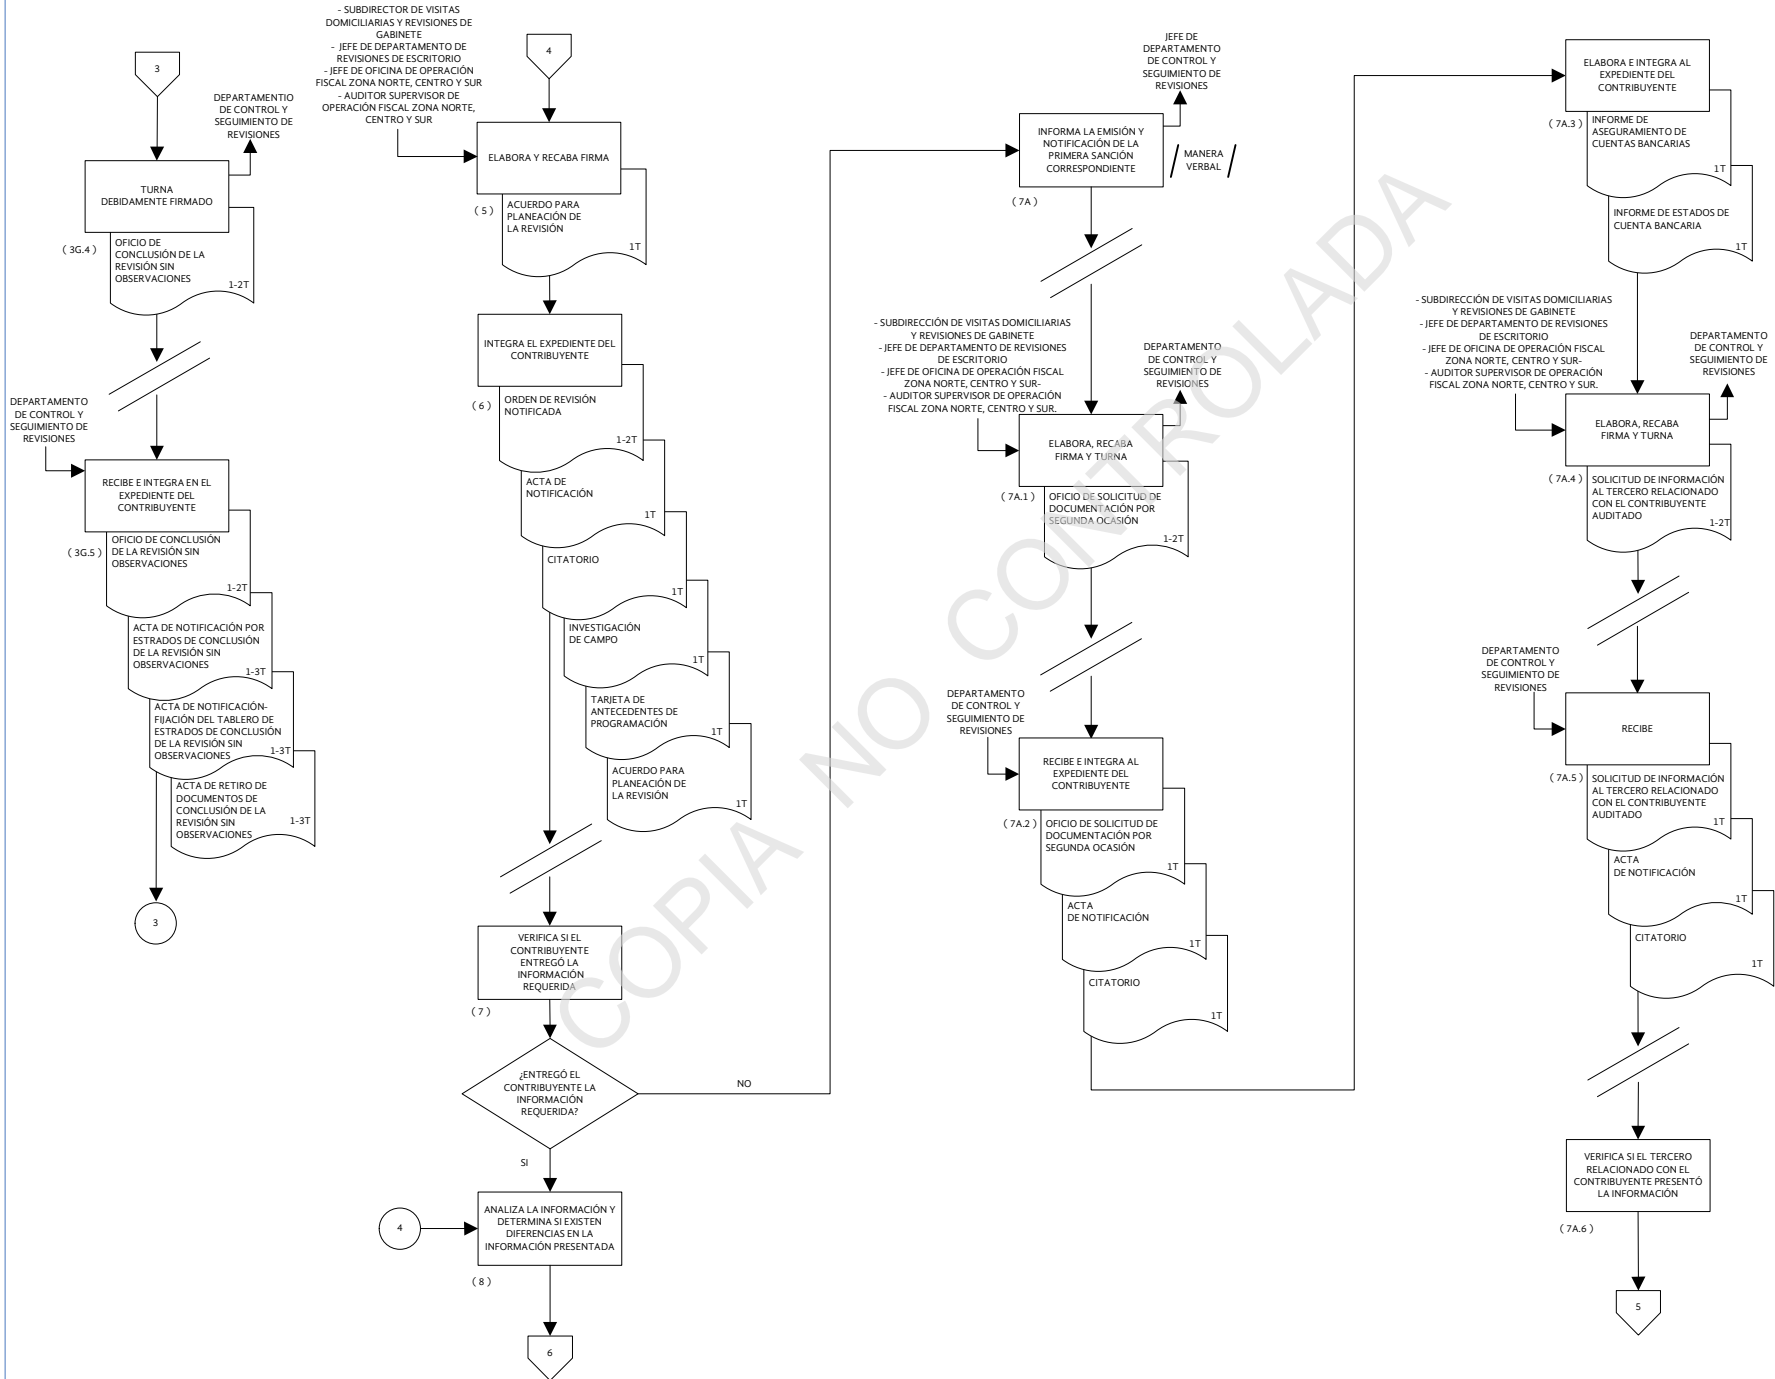 3
DEPARTAMENTIO
DE CONTROL Y
SEGUIMIENTO DE
REVISIONES
TURNA
DEBIDAMENTE FIRMADO
( 3G.4 )
OFICIO DE
CONCLUSIÓN DE LA
REVISIÓN SIN
OBSERVACIONES
1-2T
DEPARTAMENTO
DE CONTROL Y
SEGUIMIENTO DE
REVISIONES
RECIBE E INTEGRA EN EL
EXPEDIENTE DEL
CONTRIBUYENTE
( 3G.5 )
OFICIO DE CONCLUSIÓN
DE LA REVISIÓN SIN
OBSERVACIONES
1-2T
ACTA DE NOTIFICACIÓN POR
ESTRADOS DE CONCLUSIÓN
DE LA REVISIÓN SIN
OBSERVACIONES
1-3T
ACTA DE NOTIFICACIÓN-
FIJACIÓN DEL TABLERO DE
ESTRADOS DE CONCLUSIÓN
DE LA REVISIÓN SIN
OBSERVACIONES
1-3T
ACTA DE RETIRO DE
DOCUMENTOS DE
CONCLUSIÓN DE LA
REVISIÓN SIN
OBSERVACIONES
1-3T
3
- SUBDIRECTOR DE VISITAS
DOMICILIARIAS Y REVISIONES DE
GABINETE
- JEFE DE DEPARTAMENTO DE
REVISIONES DE ESCRITORIO
- JEFE DE OFICINA DE OPERACIÓN
FISCAL ZONA NORTE, CENTRO Y SUR
- AUDITOR SUPERVISOR DE
OPERACIÓN FISCAL ZONA NORTE,
CENTRO Y SUR
4
ELABORA Y RECABA FIRMA
( 5 )
ACUERDO PARA
PLANEACIÓN DE
LA REVISIÓN
1T
INTEGRA EL EXPEDIENTE DEL
CONTRIBUYENTE
( 6 )
ORDEN DE REVISIÓN
NOTIFICADA
1-2T
ACTA DE
NOTIFICACIÓN
1T
CITATORIO
1T
INVESTIGACIÓN
DE CAMPO
1T
TARJETA DE
ANTECEDENTES DE
PROGRAMACIÓN
1T
ACUERDO PARA
PLANEACIÓN DE
LA REVISIÓN
1T
VERIFICA SI EL
CONTRIBUYENTE
ENTREGÓ LA
INFORMACIÓN
REQUERIDA
( 7 )
¿ENTREGÓ EL
CONTRIBUYENTE LA
INFORMACIÓN
REQUERIDA?
NO
SI
4
ANALIZA LA INFORMACIÓN Y
DETERMINA SI EXISTEN
DIFERENCIAS EN LA
INFORMACIÓN PRESENTADA
( 8 )
6
JEFE DE
DEPARTAMENTO
DE CONTROL Y
SEGUIMIENTO DE
REVISIONES
INFORMA LA EMISIÓN Y
NOTIFICACIÓN DE LA
PRIMERA SANCIÓN
CORRESPONDIENTE
MANERA
VERBAL
( 7A )
- SUBDIRECCIÓN DE VISITAS DOMICILIARIAS
Y REVISIONES DE GABINETE
- JEFE DE DEPARTAMENTO DE REVISIONES
DE ESCRITORIO
- JEFE DE OFICINA DE OPERACIÓN FISCAL
ZONA NORTE, CENTRO Y SUR-
- AUDITOR SUPERVISOR DE OPERACIÓN
FISCAL ZONA NORTE, CENTRO Y SUR.
DEPARTAMENTO
DE CONTROL Y
SEGUIMIENTO DE
REVISIONES
ELABORA, RECABA
FIRMA Y TURNA
( 7A.1 )
OFICIO DE SOLICITUD DE
DOCUMENTACIÓN POR
SEGUNDA OCASIÓN
1-2T
DEPARTAMENTO
DE CONTROL Y
SEGUIMIENTO DE
REVISIONES
RECIBE E INTEGRA AL
EXPEDIENTE DEL
CONTRIBUYENTE
( 7A.2 )
OFICIO DE SOLICITUD DE
DOCUMENTACIÓN POR
SEGUNDA OCASIÓN
1T
ACTA
DE NOTIFICACIÓN
1T
CITATORIO
1T
ELABORA E INTEGRA AL
EXPEDIENTE DEL
CONTRIBUYENTE
( 7A.3 )
INFORME DE
ASEGURAMIENTO DE
CUENTAS BANCARIAS
1T
INFORME DE ESTADOS DE
CUENTA BANCARIA
1T
- SUBDIRECCIÓN DE VISITAS DOMICILIARIAS
Y REVISIONES DE GABINETE
- JEFE DE DEPARTAMENTO DE REVISIONES
DE ESCRITORIO
- JEFE DE OFICINA DE OPERACIÓN FISCAL
ZONA NORTE, CENTRO Y SUR-
- AUDITOR SUPERVISOR DE OPERACIÓN
FISCAL ZONA NORTE, CENTRO Y SUR.
DEPARTAMENTO
DE CONTROL Y
SEGUIMIENTO DE
REVISIONES
ELABORA, RECABA
FIRMA Y TURNA
( 7A.4 )
SOLICITUD DE INFORMACIÓN
AL TERCERO RELACIONADO
CON EL CONTRIBUYENTE
AUDITADO
1-2T
DEPARTAMENTO
DE CONTROL Y
SEGUIMIENTO DE
REVISIONES
RECIBE
( 7A.5 )
SOLICITUD DE INFORMACIÓN
AL TERCERO RELACIONADO
CON EL CONTRIBUYENTE
AUDITADO
1T
ACTA
DE NOTIFICACIÓN
1T
CITATORIO
1T
VERIFICA SI EL TERCERO
RELACIONADO CON EL
CONTRIBUYENTE PRESENTÓ
LA INFORMACIÓN
( 7A.6 )
5
COPIA NO CONTROLADA